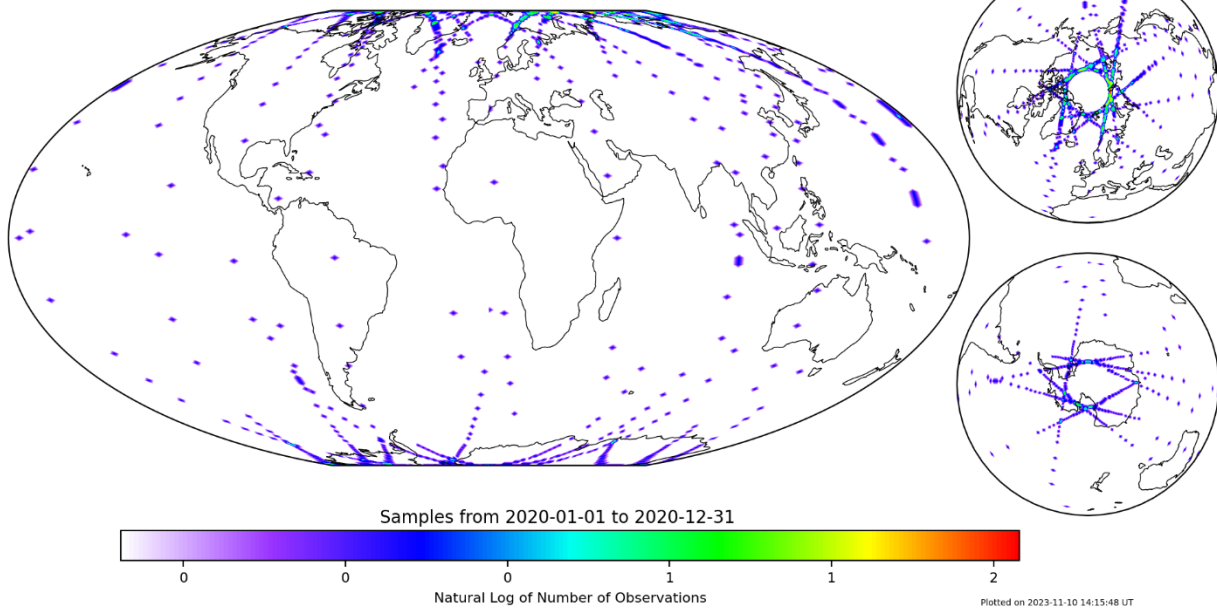 Samples from 2020-01-01 to 2020-12-31
0 0 0 1 1 2
Natural Log of Number of Observations
Plotted on 2023-11-10 14:15:48 UT